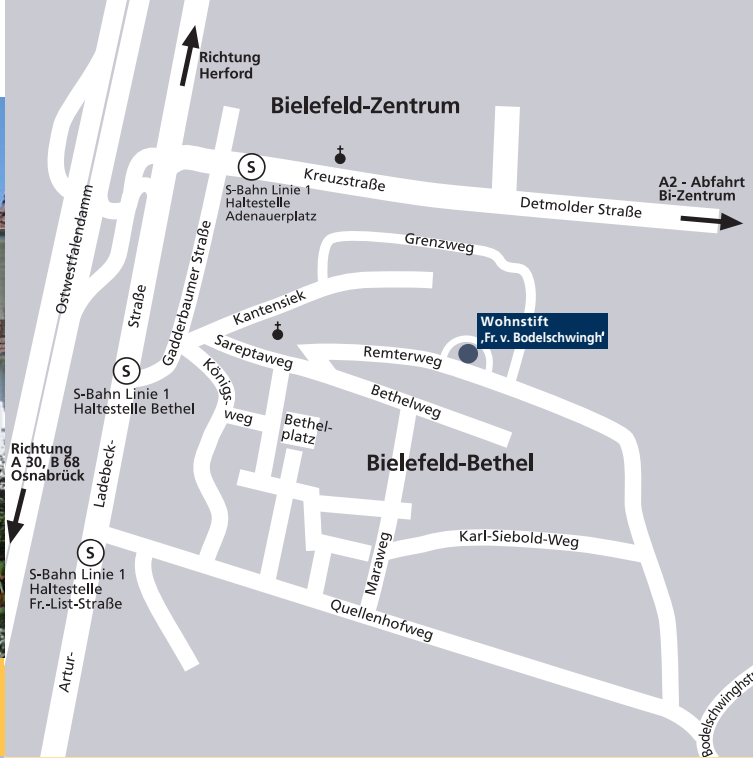 Richtung
Herford
Bielefeld-Zentrum
S
S-Bahn Linie 1
Haltestelle
Adenauerplatz
Kreuzstraße
Detmolder Straße
A2 - Abfahrt
Bi-Zentrum
Ostwestfalendamm
Grenzweg
Gadderbaumer Straße
Kantensiek
Wohnstift
‚Fr. v. Bodelschwingh‘
Sareptaweg
Remterweg
S
S-Bahn Linie 1
Haltestelle Bethel
Königs-
weg
Bethelweg
Bethel-
platz
Richtung
A 30, B 68
Osnabrück
Bielefeld-Bethel
Artur-
Ladebeck-
Straße
Karl-Siebold-Weg
Maraweg
S
S-Bahn Linie 1
Haltestelle
Fr.-List-Straße
Quellenhofweg
Bodelschwinghstr